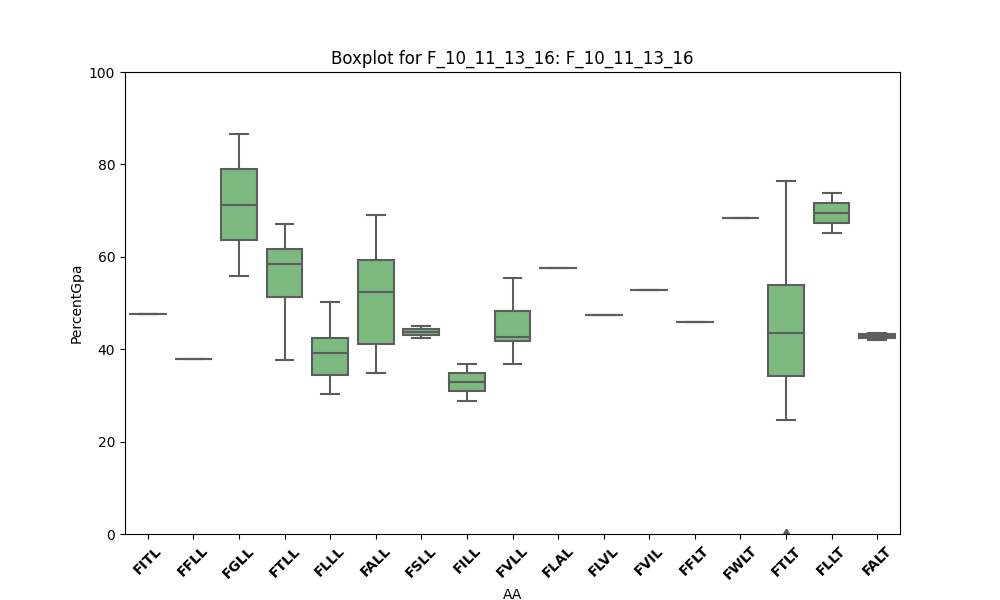 Boxplot for F_10_11_13_16: F_10_11_13_16
100
80
60
40
20
0
PercentGpa
FITL
FFLL
FGLL
FTLL
FLLL
FALL
FSLL
FILL
FVLL
FLAL
FLVL
FVIL
FFLT
FWLT
FTLT
FLLT
FALT
AA